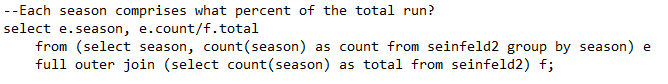 --Each season comprises what percent of the total run?
select e.season, e.count/f.total
    from (select season, count(season) as count from seinfeld2 group by season) e
    full outer join (select count(season) as total from seinfeld2) f;